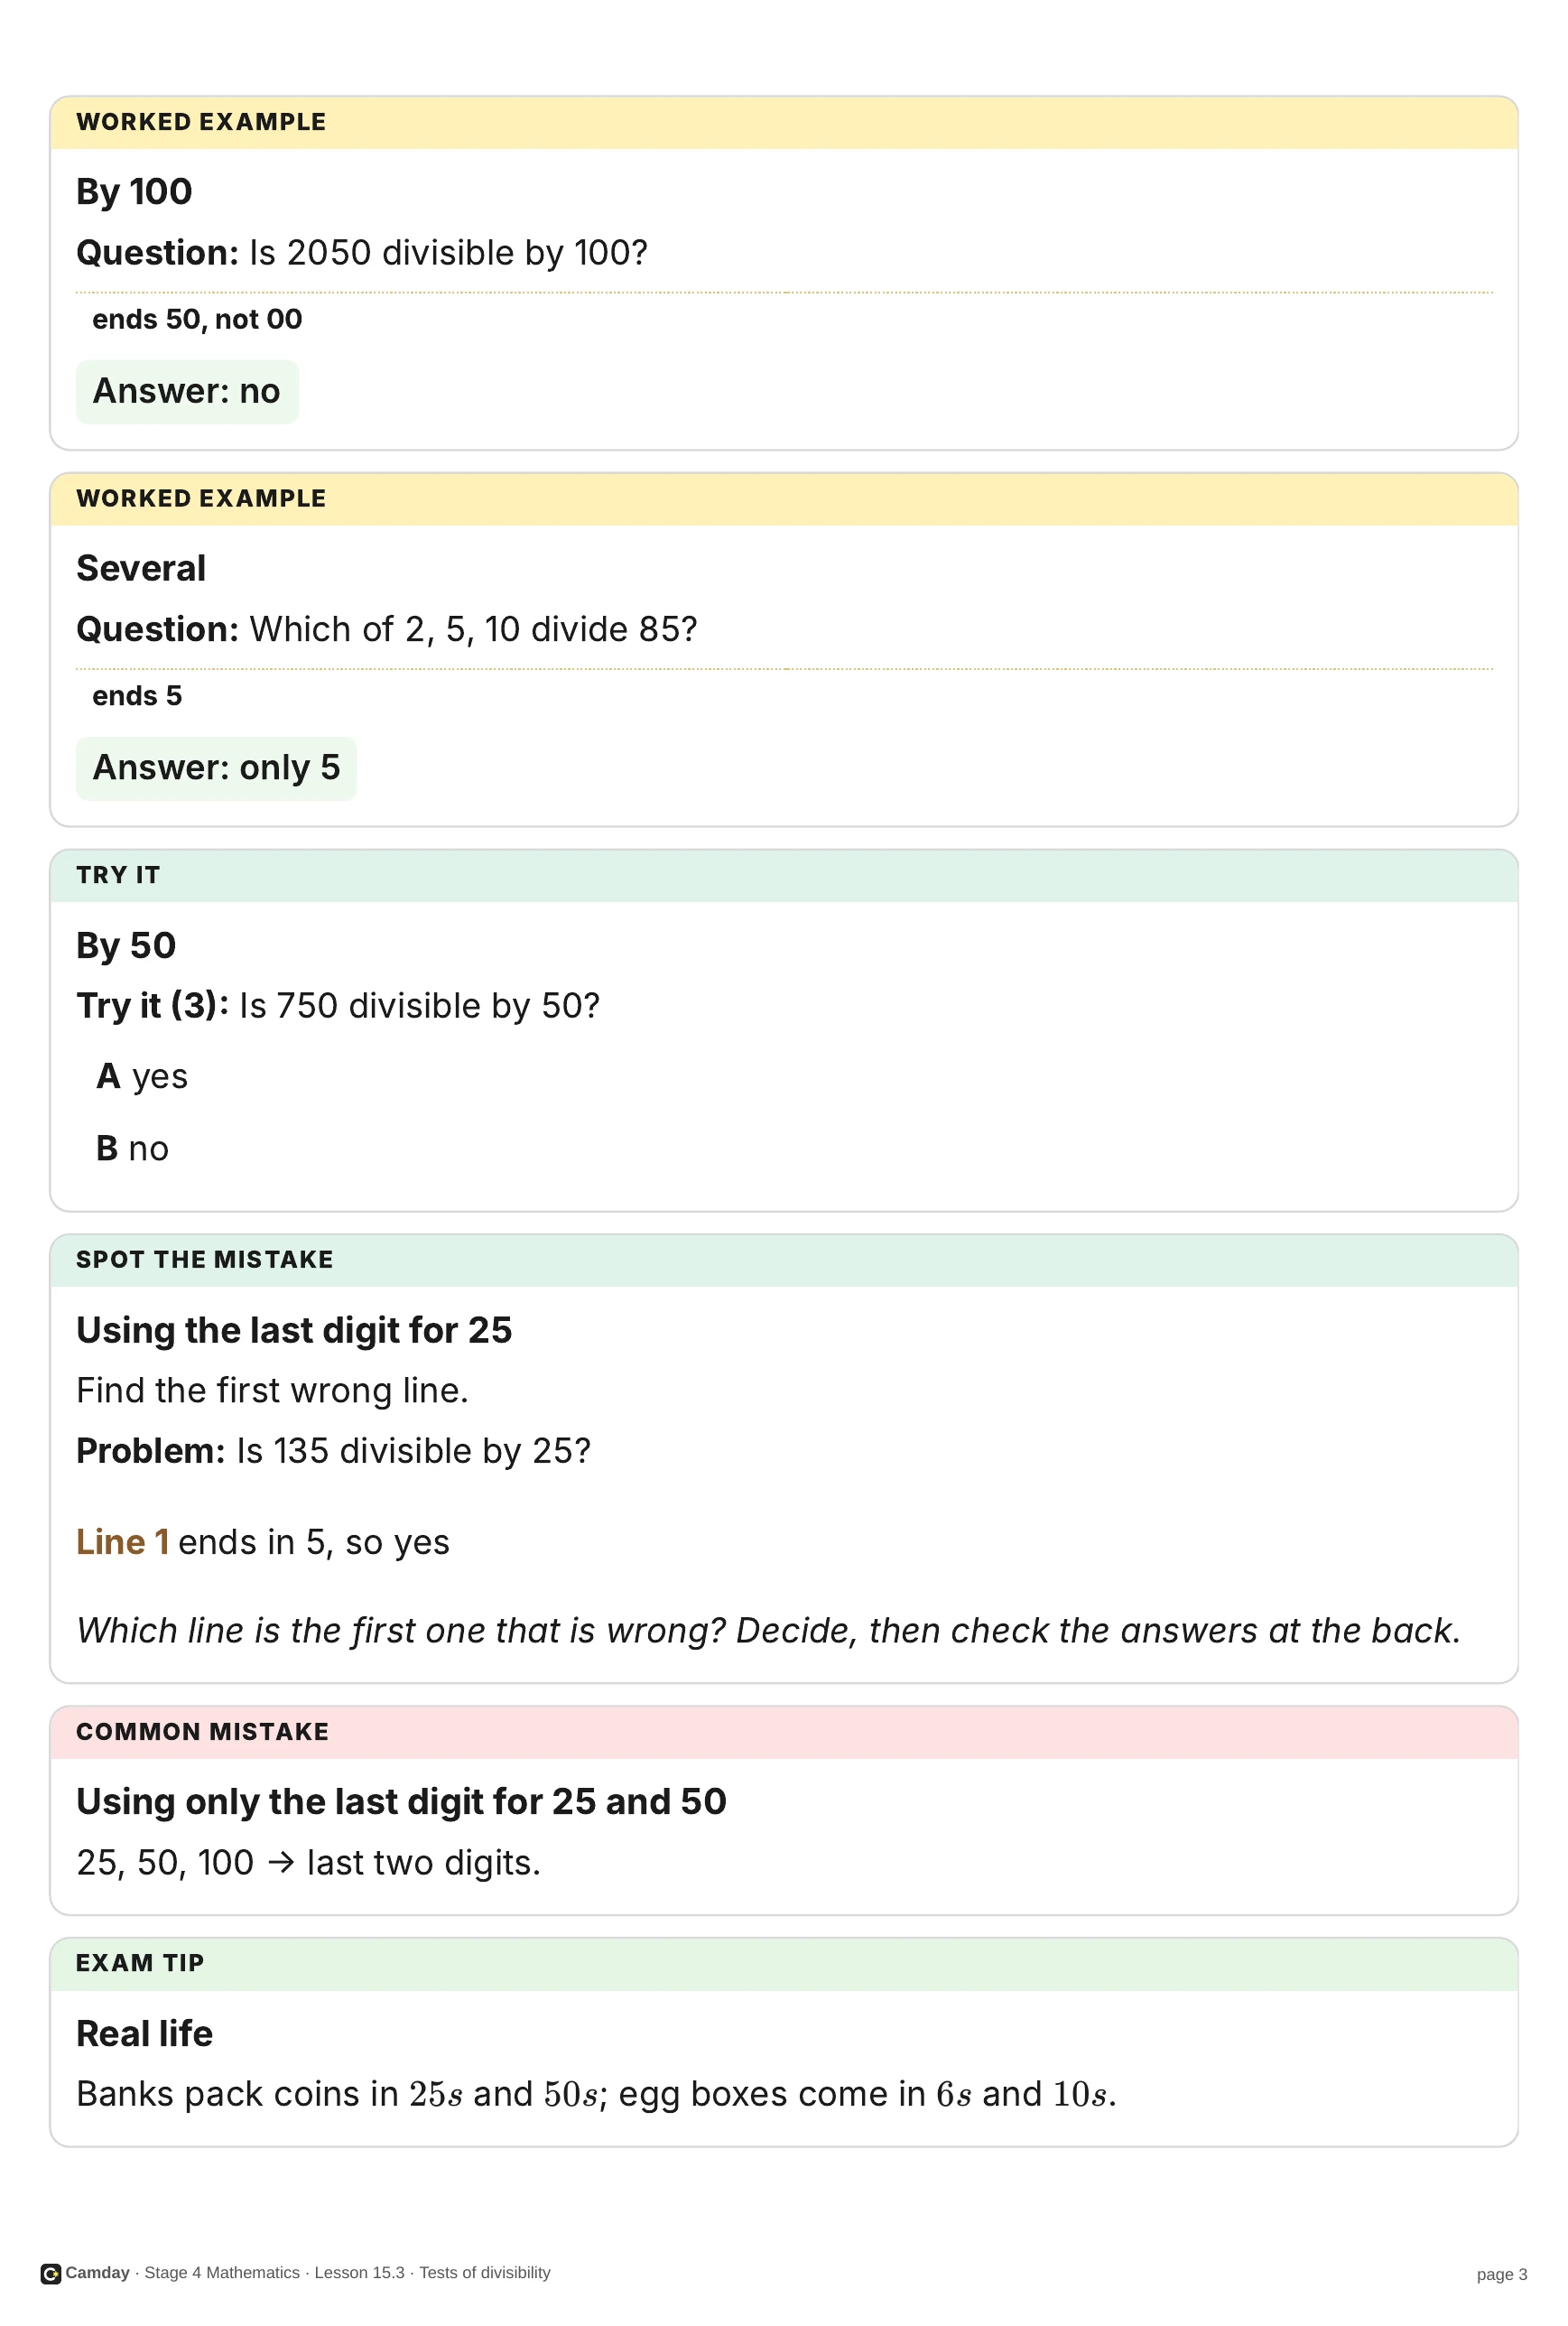 WORKED EXAMPLE
By 100
Question: Is 2050 divisible by 100?
ends 50, not 00
Answer: no
WORKED EXAMPLE
Several
Question: Which of 2, 5, 10 divide 85?
ends 5
Answer: only 5
TRY IT
By 50
Try it (3): Is 750 divisible by 50?
A yes
B no
SPOT THE MISTAKE
Using the last digit for 25
Find the first wrong line.
Problem: Is 135 divisible by 25?
Line 1 ends in 5, so yes
Which line is the first one that is wrong? Decide, then check the answers at the back.
COMMON MISTAKE
Using only the last digit for 25 and 50
25, 50, 100 → last two digits.
EXAM TIP
Real life
Banks pack coins in 25s and 50s; egg boxes come in 6s and 10s.
Camday · Stage 4 Mathematics · Lesson 15.3 · Tests of divisibility
page 3